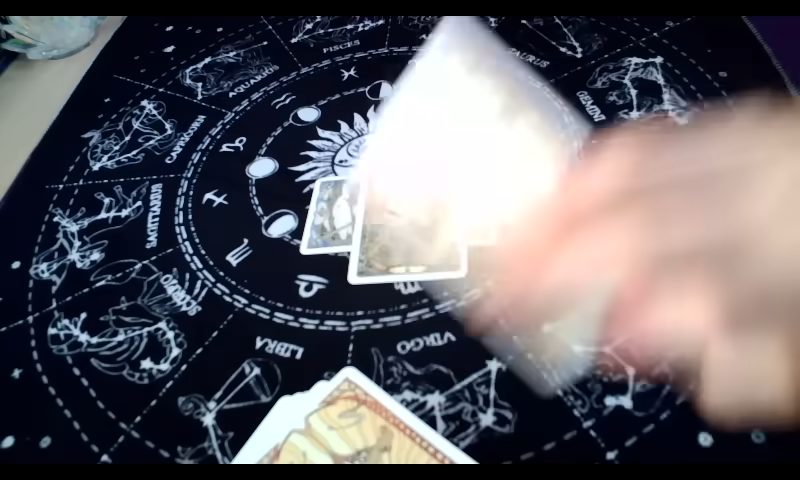 PISCES
TAURUS
AQUARIUS
GEMINI
CAPRICORN
SAGITTARIUS
SCORPIO
LIBRA
VIRGO